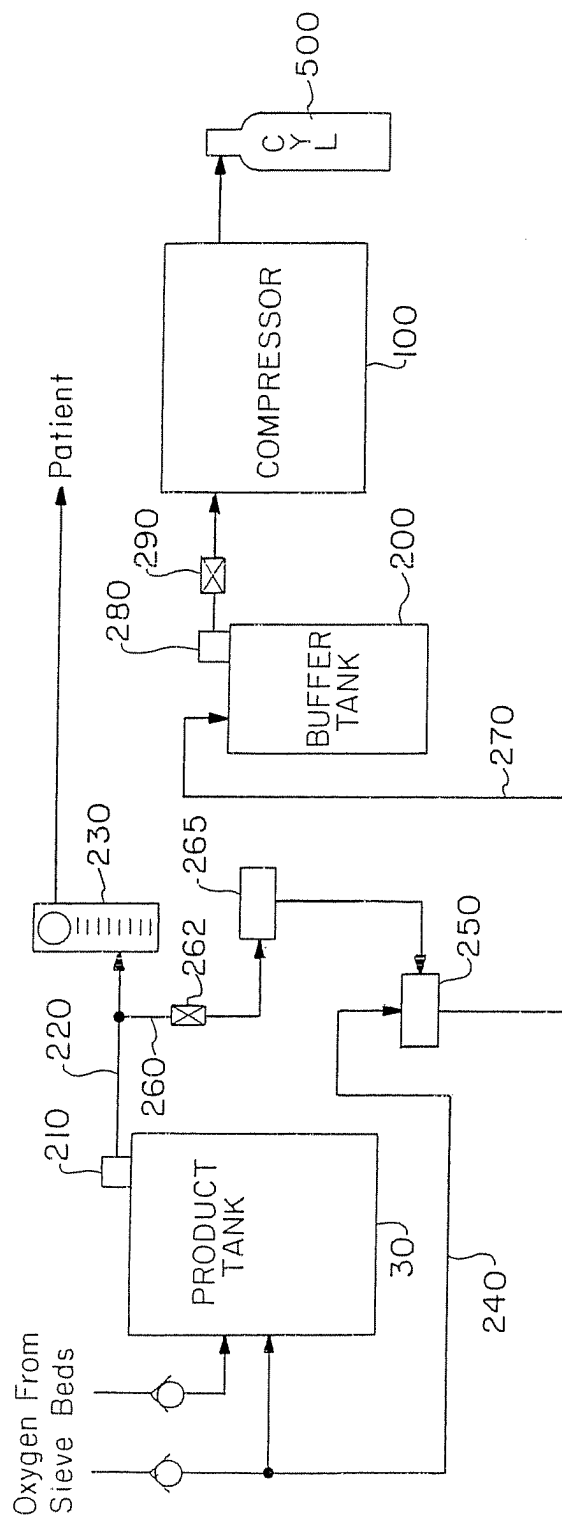 Oxygen From
Sieve Beds
PRODUCT
TANK
30
210
220
230
Patient
260
262
265
240
250
270
BUFFER
TANK
200
280
290
COMPRESSOR
100
CYL
500